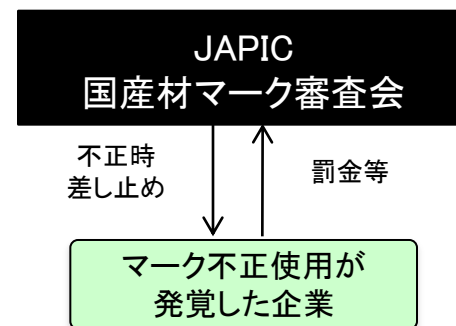 JAPIC
国産材マーク審査会
不正時
差し止め
罰金等
マーク不正使用が
発覚した企業